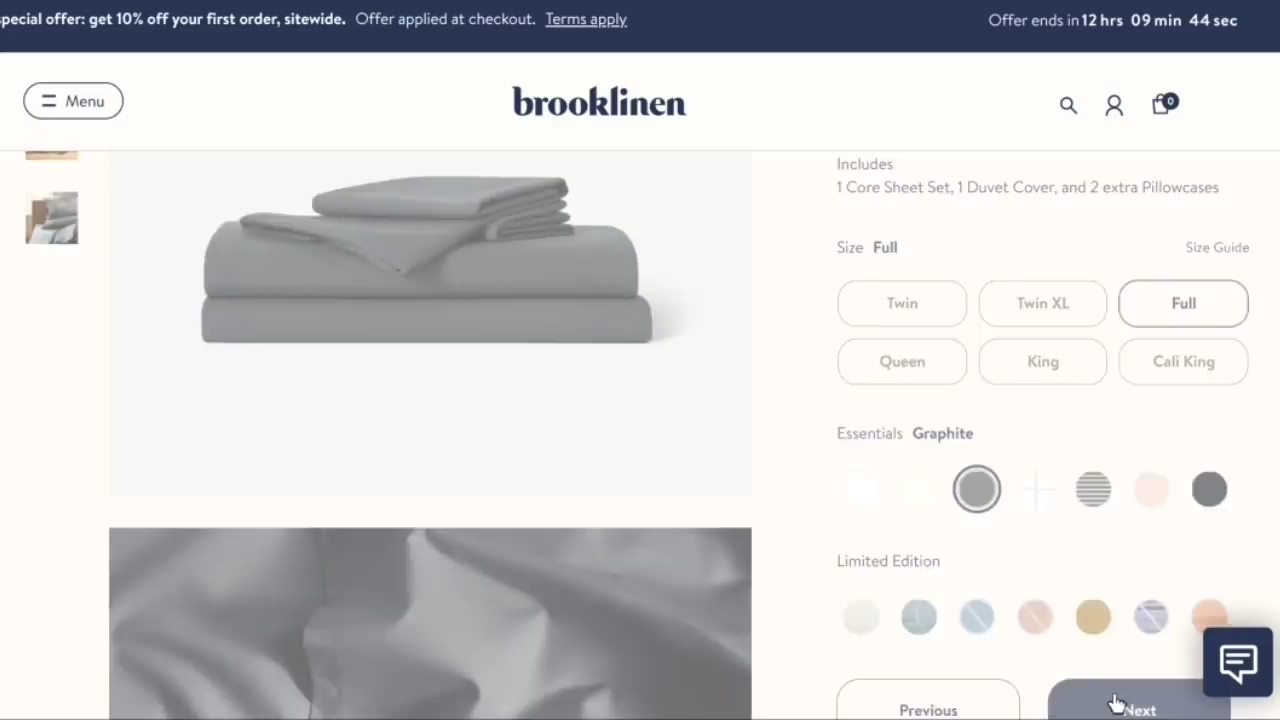 special offer: get 10% off your first order, sitewide. Offer applied at checkout. Terms apply
Offer ends in 12 hrs 09 min 44 sec
Menu
brooklinen
0
Includes
1 Core Sheet Set, 1 Duvet Cover, and 2 extra Pillowcases
Size Full
Size Guide
Twin
Twin XL
Full
Queen
King
Cali King
Essentials Graphite
Limited Edition
Previous
Next